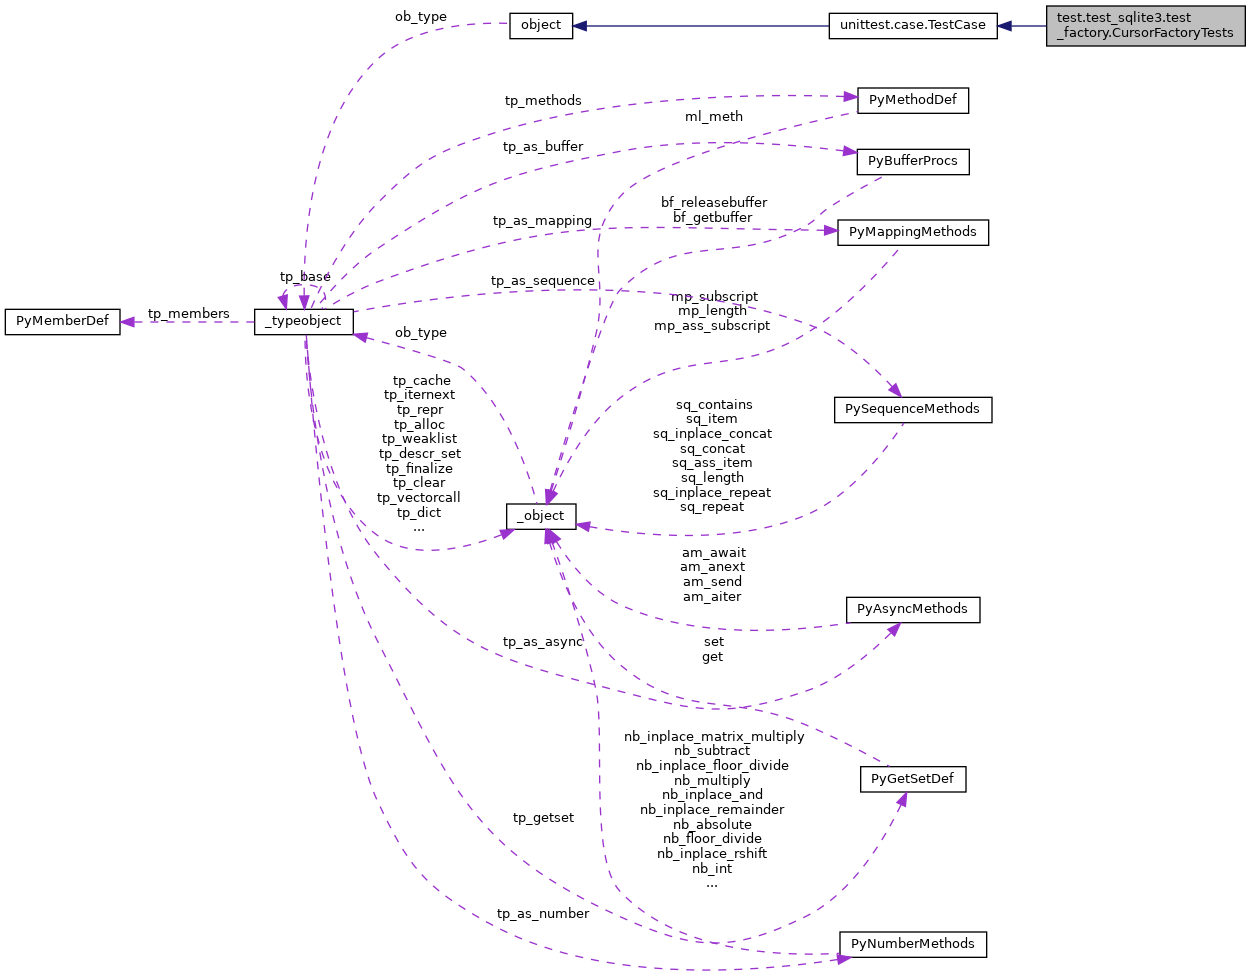 ob_type
object
unittest.case.TestCase
test.test_sqlite3.test
_factory.CursorFactoryTests
tp_methods
PyMethodDef
ml_meth
tp_as_buffer
PyBufferProcs
bf_releasebuffer
bf_getbuffer
tp_as_mapping
PyMappingMethods
tp_base
tp_as_sequence
mp_subscript
mp_length
mp_ass_subscript
PyMemberDef
tp_members
_typeobject
ob_type
tp_cache
tp_iternext
tp_repr
tp_alloc
tp_weaklist
tp_descr_set
tp_finalize
tp_clear
tp_vectorcall
tp_dict
...
sq_contains
sq_item
sq_inplace_concat
sq_concat
sq_ass_item
sq_length
sq_inplace_repeat
sq_repeat
PySequenceMethods
_object
am_await
am_anext
am_send
am_aiter
PyAsyncMethods
tp_as_async
set
get
nb_inplace_matrix_multiply
nb_subtract
nb_inplace_floor_divide
nb_multiply
nb_inplace_and
nb_inplace_remainder
nb_absolute
nb_floor_divide
nb_inplace_rshift
nb_int
...
PyGetSetDef
tp_getset
tp_as_number
PyNumberMethods